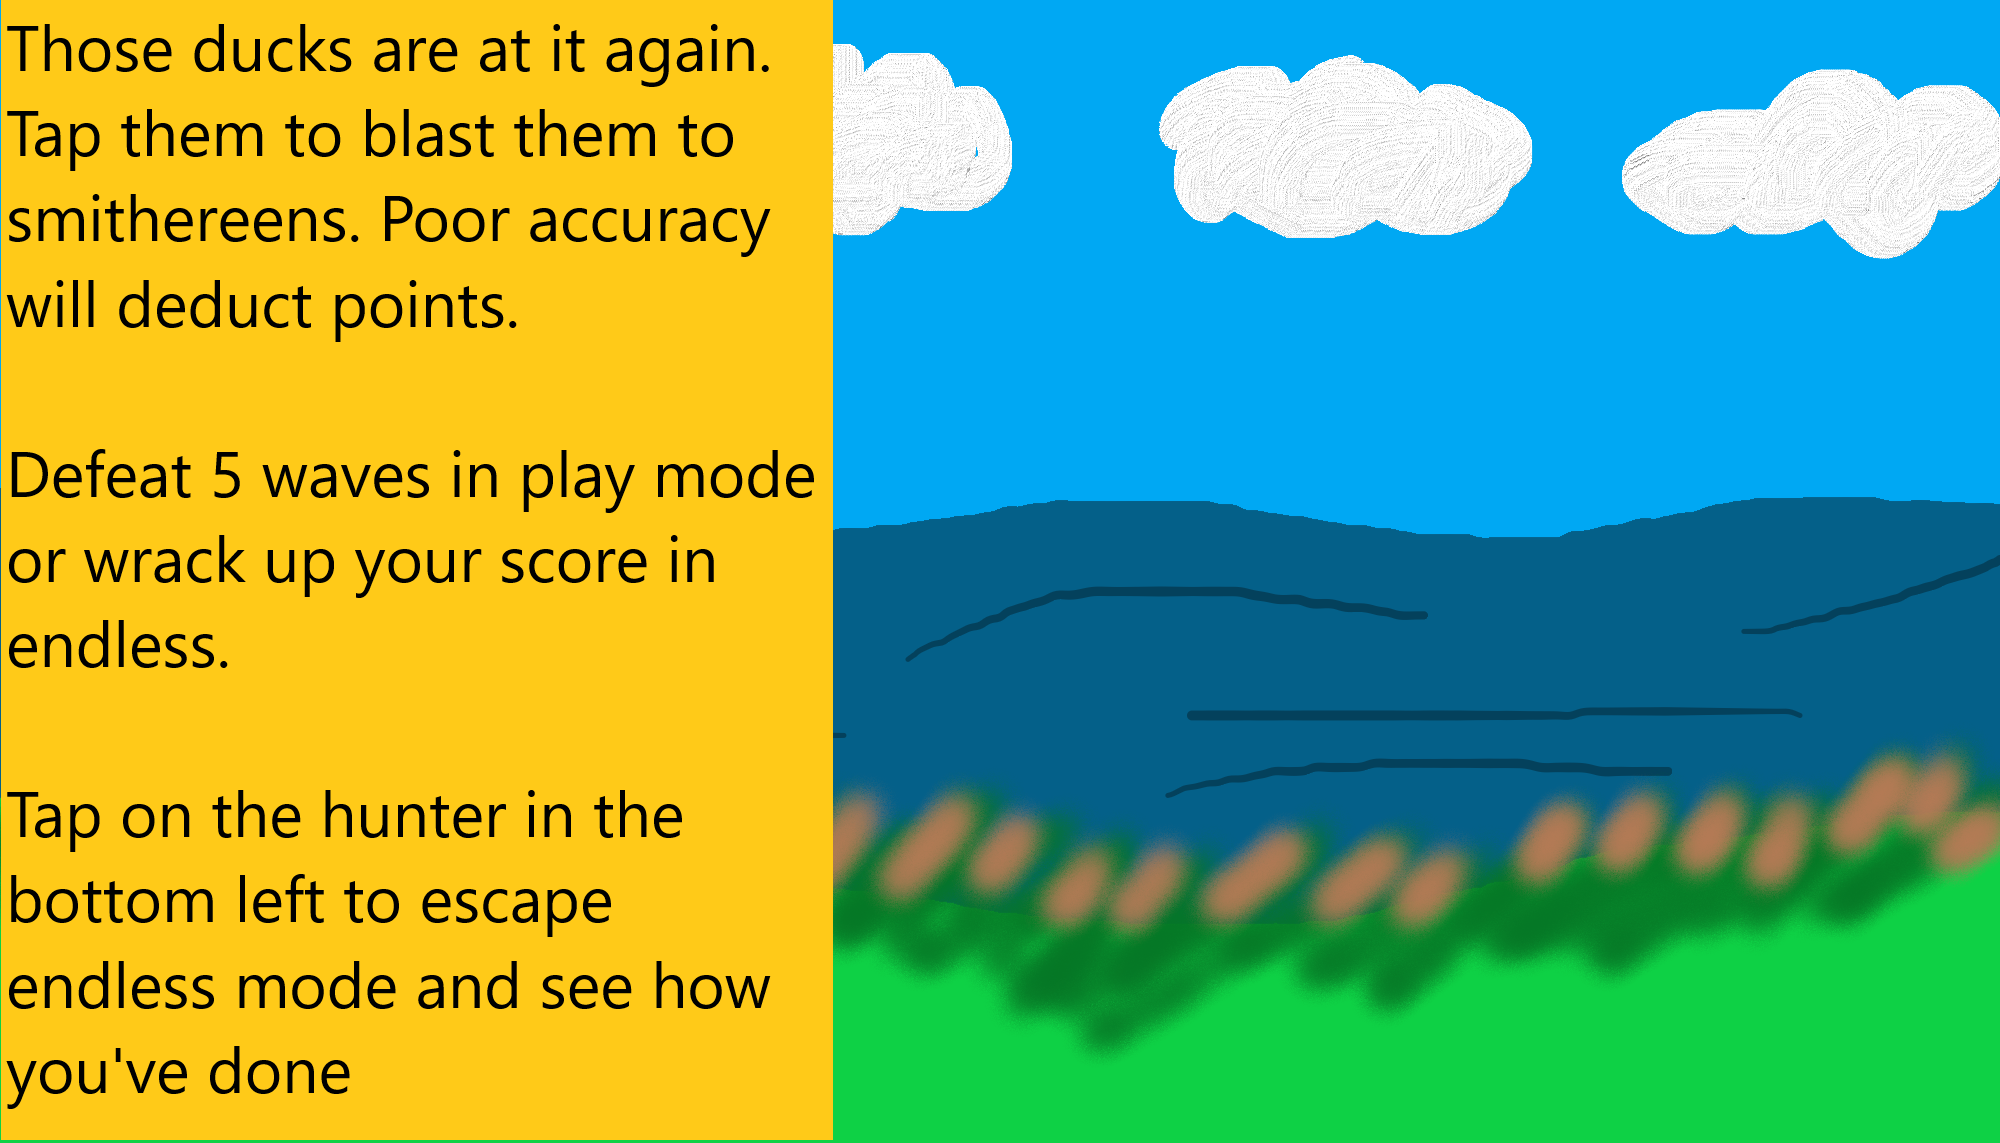 Those ducks are at it again.
Tap them to blast them to
smithereens. Poor accuracy
will deduct points.
Defeat 5 waves in play mode
or wrack up your score in
endless.
Tap on the hunter in the
bottom left to escape
endless mode and see how
you've done